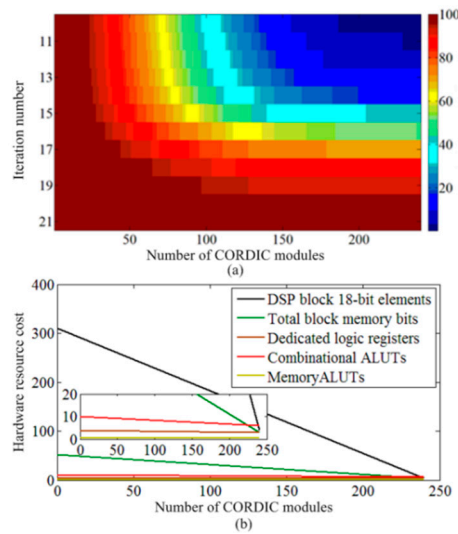 100
80
60
40
20
11
13
15
17
19
21
Iteration number
50 100 150 200
Number of CORDIC modules
(a)
400
300
200
100
0
Hardware resource cost
DSP block 18-bit elements
Total block memory bits
Dedicated logic registers
Combinational ALUTs
MemoryALUTs
20
10
0
0 50 100 150 200 250
0 50 100 150 200 250 300
Number of CORDIC modules
(b)